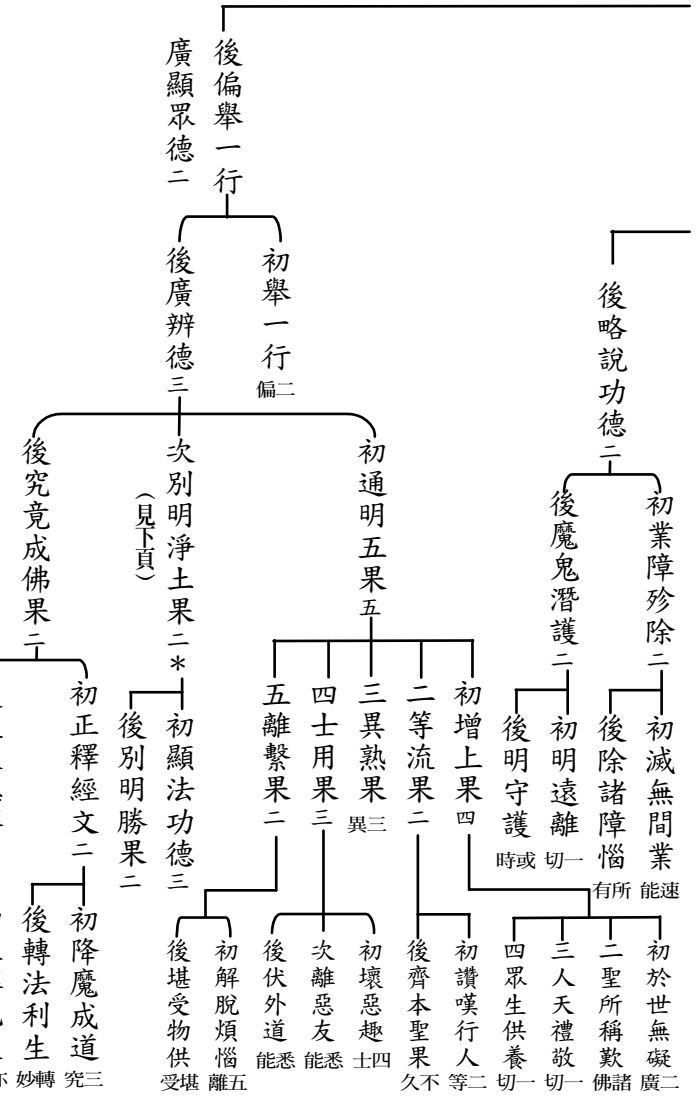 後略說功德二
初業障殄除二
初滅無間業
速能
後除諸障惱
所有
後魔鬼潛護二
初明遠離
一切
後明守護
或時
後偏舉一行
廣顯眾德二
初舉一行
二偏
後廣辨德三
初通明五果五
初增上果四
初於世無礙
二廣
二聖所稱歎
諸佛
三人天禮敬
一切
四眾生供養
一切
二等流果二
初讚嘆行人
二等
後齊本聖果
不久
三異熟果
三異
四士用果三
初壞惡趣
四士
次離惡友
悉能
後伏外道
悉能
五離繫果二
初解脫煩惱
五離
後堪受物供
堪受
次別明淨土果二*
(見下頁)
初顯法功德三
後別明勝果二
後究竟成佛果二
初正釋經文二
初降魔成道
三究
後轉法利生
轉妙